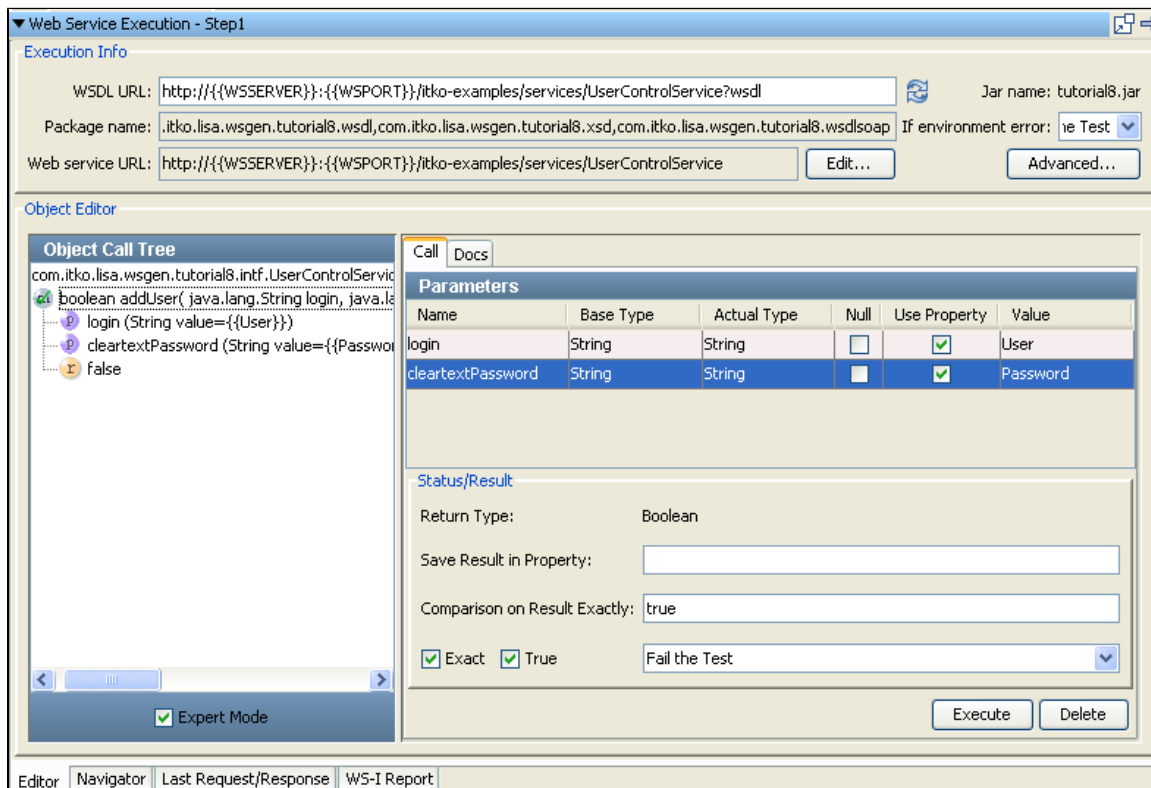 Web Service Execution - Step1
Execution Info
WSDL URL: http://{{WSSERVER}}:{{WSPORT}}/itko-examples/services/UserControlService?wsdl Jar name: tutorial8.jar
Package name: .itko.lisa.wsgen.tutorial8.wsdl,com.itko.lisa.wsgen.tutorial8.xsd,com.itko.lisa.wsgen.tutorial8.wsdlsoap If environment error: ne Test
Web service URL: http://{{WSSERVER}}:{{WSPORT}}/itko-examples/services/UserControlService Edit... Advanced...
Object Editor
Object Call Tree
com.itko.lisa.wsgen.tutorial8.intf.UserControlServic
boolean addUser( java.lang.String login, java.la
P login (String value={{User}})
P cleartextPassword (String value={{Passwor
r false
Expert Mode
Call Docs
Parameters
Name Base Type Actual Type Null Use Property Value
login String String User
cleartextPassword String String Password
Status/Result
Return Type: Boolean
Save Result in Property:
Comparison on Result Exactly: true
Exact True Fail the Test
Execute Delete
Editor Navigator Last Request/Response WS-I Report